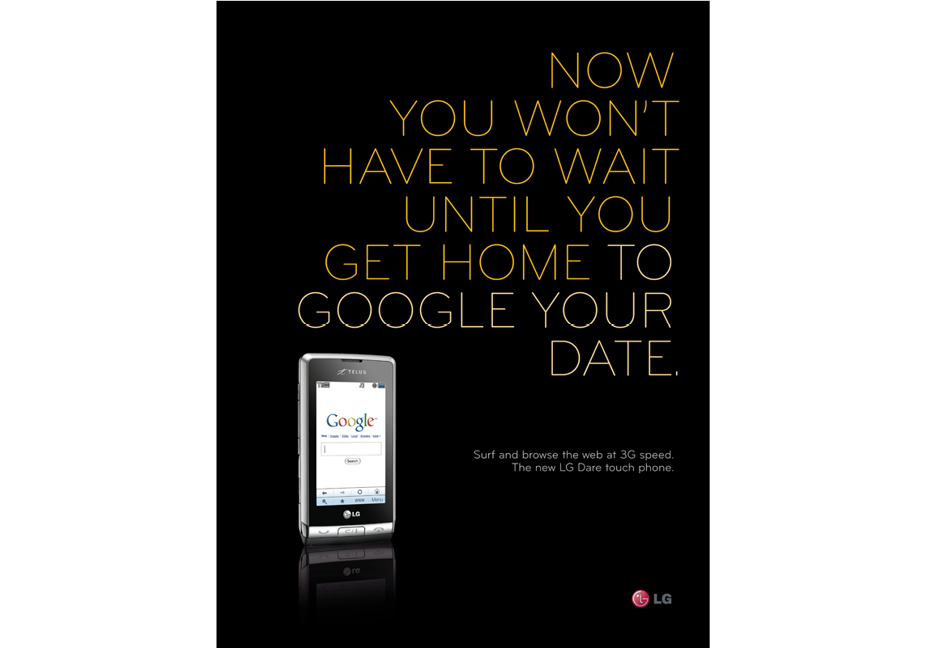 NOW
YOU WON'T
HAVE TO WAIT
UNTIL YOU
GET HOME TO
GOOGLE YOUR
DATE.
TELUS
Google
Search
Menu
LG
Surf and browse the web at 3G speed.
The new LG Dare touch phone.
LG